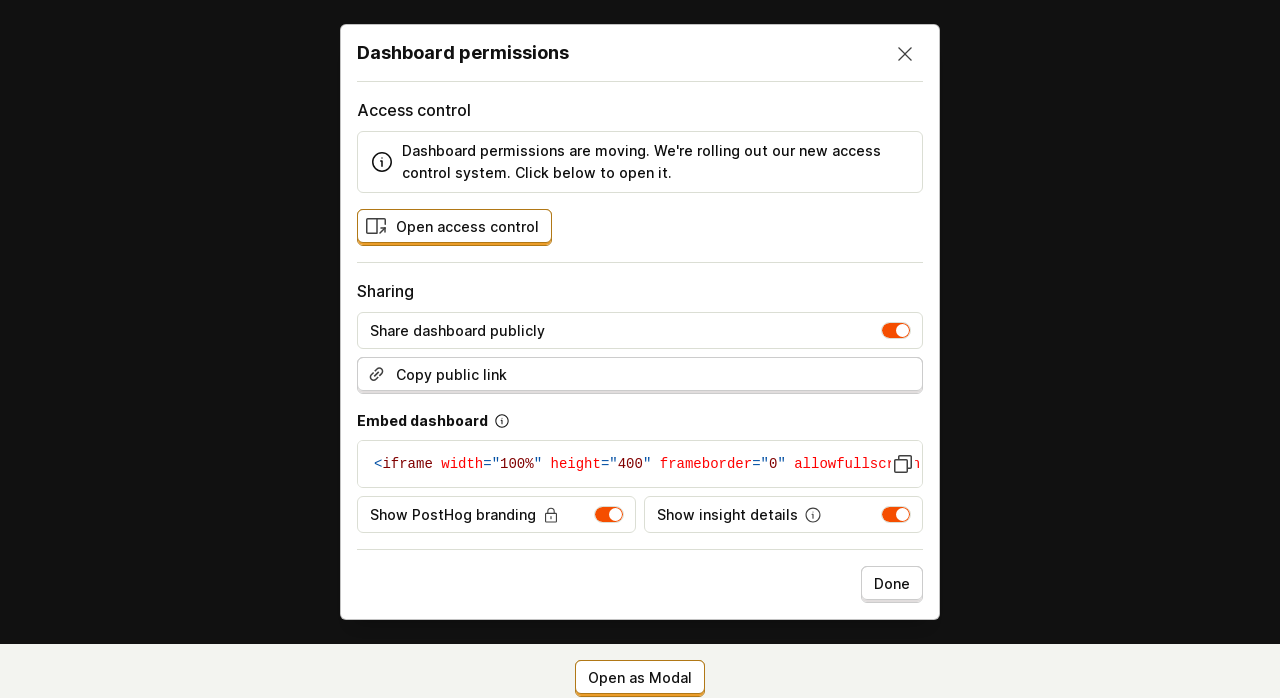 Dashboard permissions
Access control
Dashboard permissions are moving. We're rolling out our new access
control system. Click below to open it.
Open access control
Sharing
Share dashboard publicly
Copy public link
Embed dashboard
<iframe width="100%" height="400" frameborder="0" allowfullscr
Show PostHog branding
Show insight details
Done
Open as Modal